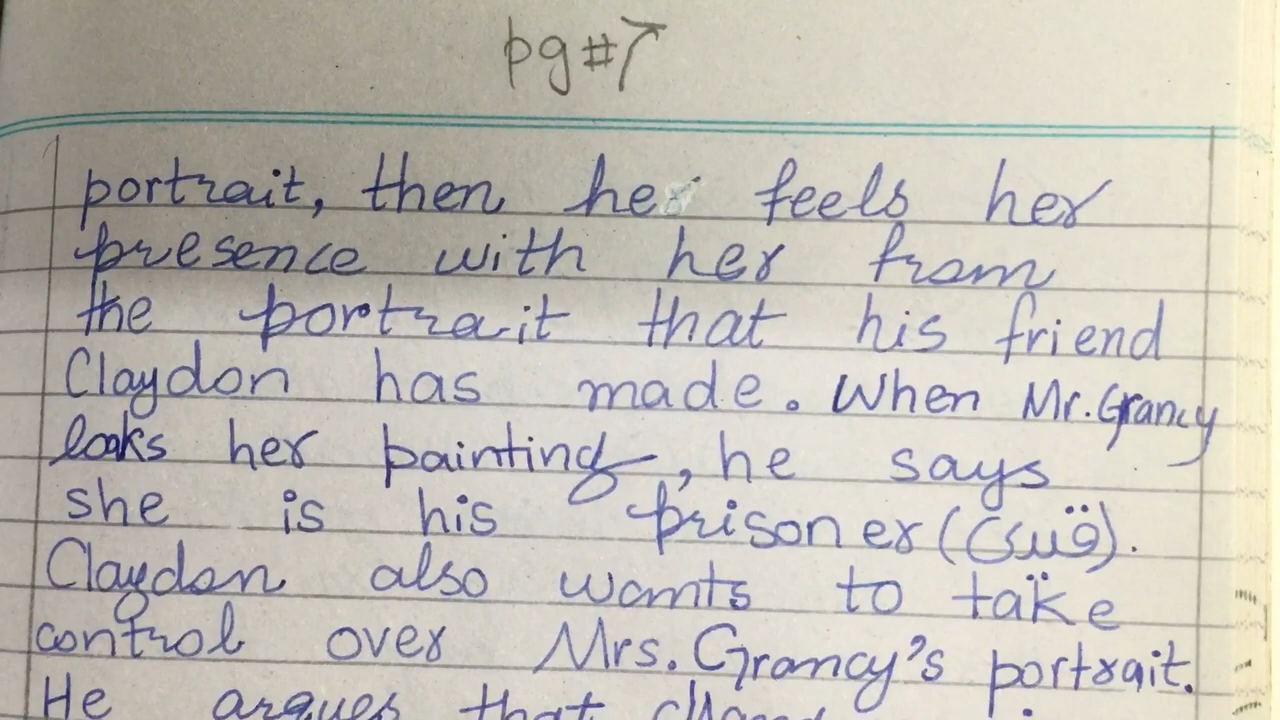 pg#7
portrait, then he feels her
presence with her from
the portrait that his friend
Claydon has made. When Mr. Grancy
looks her painting, he says
she is his prisoner (قیدی).
Claydon also wants to take
control over Mrs. Grancy's portrait.
He argues that